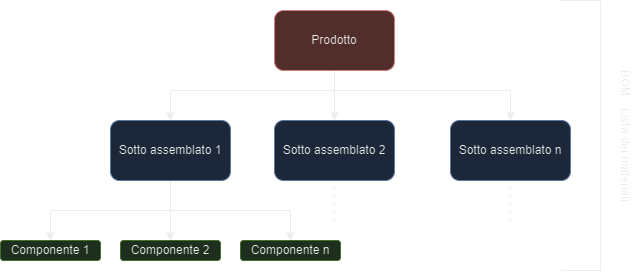 Prodotto
Sotto assemblato 1
Sotto assemblato 2
Sotto assemblato n
Componente 1
Componente 2
Componente n
BOM - Lista dei materiali